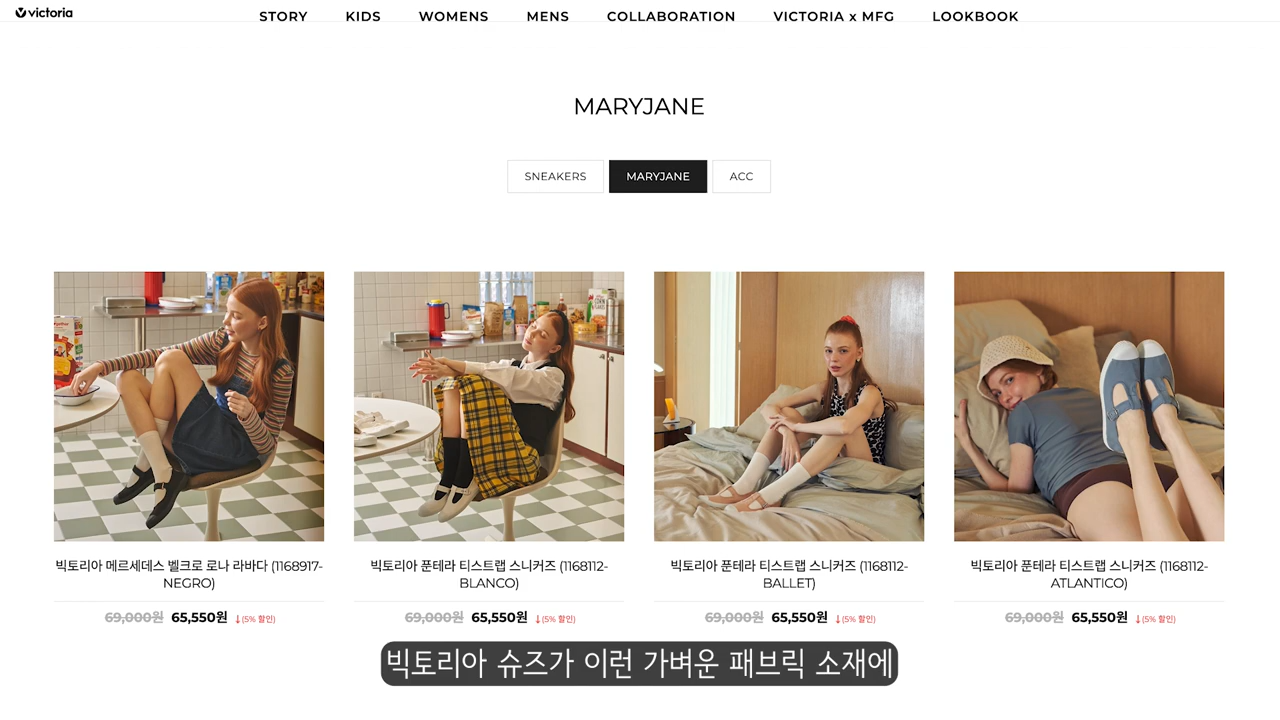 victoria
STORY KIDS WOMENS MENS COLLABORATION VICTORIA x MFG LOOKBOOK
MARYJANE
SNEAKERS MARYJANE ACC
빅토리아 메르세데스 벨크로 로나 라바다 (1168917-
NEGRO)
69,000원 65,550원 ↓(5% 할인)
빅토리아 푼테라 티스트랩 스니커즈 (1168112-
BLANCO)
69,000원 65,550원 ↓(5% 할인)
빅토리아 푼테라 티스트랩 스니커즈 (1168112-
BALLET)
69,000원 65,550원 ↓(5% 할인)
빅토리아 푼테라 티스트랩 스니커즈 (1168112-
ATLANTICO)
69,000원 65,550원 ↓(5% 할인)
빅토리아 슈즈가 이런 가벼운 패브릭 소재에